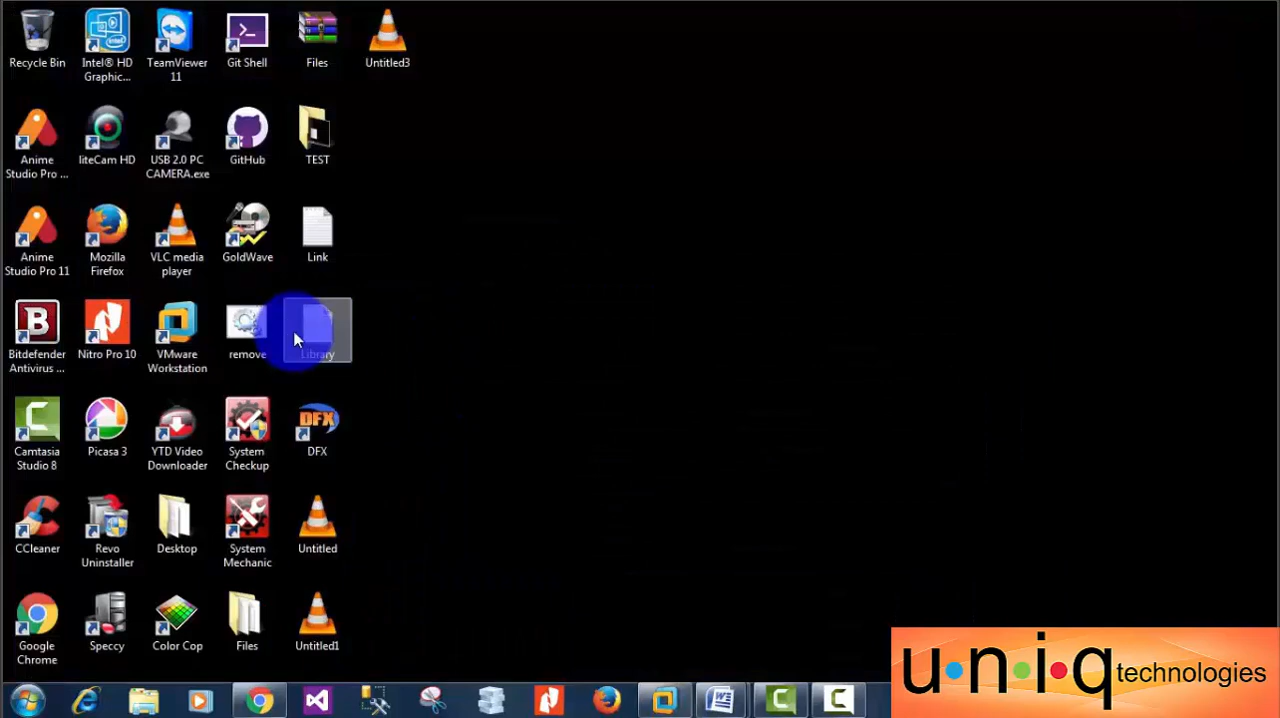 Recycle Bin
Intel® HD
Graphic...
TeamViewer
11
Git Shell
Files
Untitled3
Anime
Studio Pro ...
liteCam HD
USB 2.0 PC
CAMERA.exe
GitHub
TEST
Anime
Studio Pro 11
Mozilla
Firefox
VLC media
player
GoldWave
Link
Bitdefender
Antivirus ...
Nitro Pro 10
VMware
Workstation
remove
Library
Camtasia
Studio 8
Picasa 3
YTD Video
Downloader
System
Checkup
DFX
DFX
CCleaner
Revo
Uninstaller
Desktop
System
Mechanic
Untitled
Google
Chrome
Speccy
Color Cop
Files
Untitled1
u·n·i·q technologies